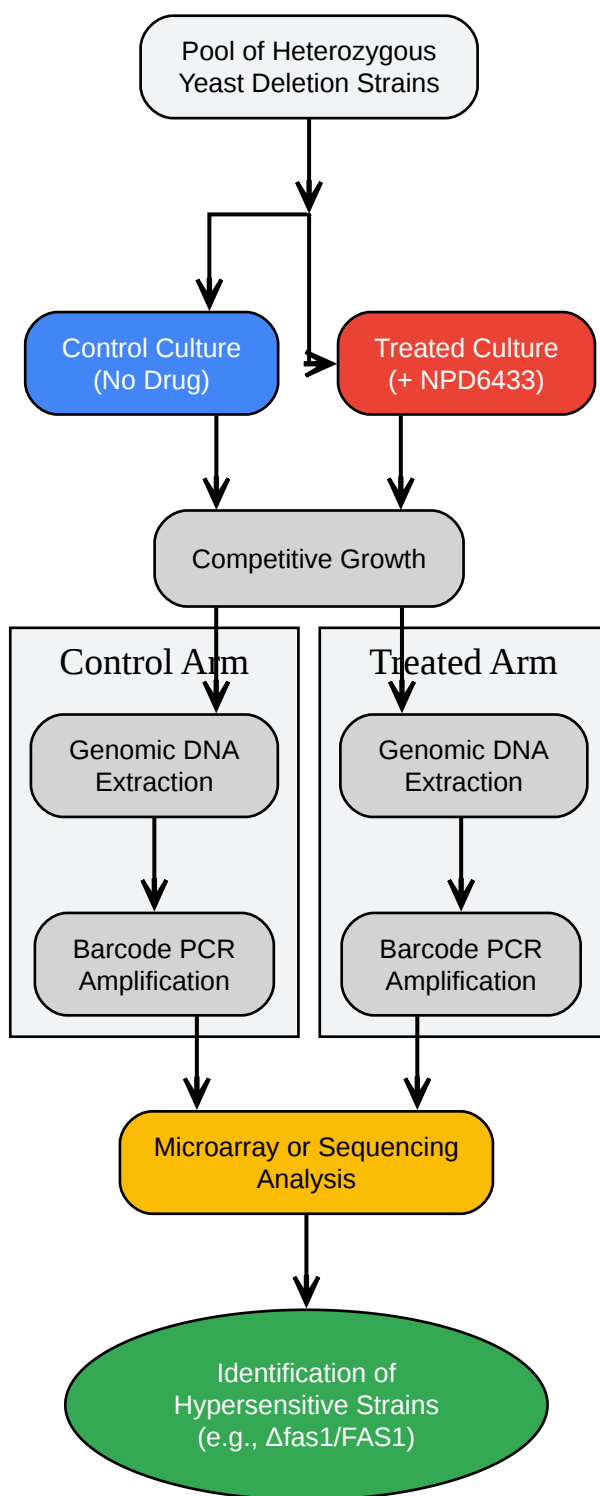 Pool of Heterozygous
Yeast Deletion Strains
Control Culture
(No Drug)
Treated Culture
(+ NPD6433)
Competitive Growth
Control Arm
Treated Arm
Genomic DNA
Extraction
Genomic DNA
Extraction
Barcode PCR
Amplification
Barcode PCR
Amplification
Microarray or Sequencing
Analysis
Identification of
Hypersensitive Strains
(e.g., Δfas1/FAS1)